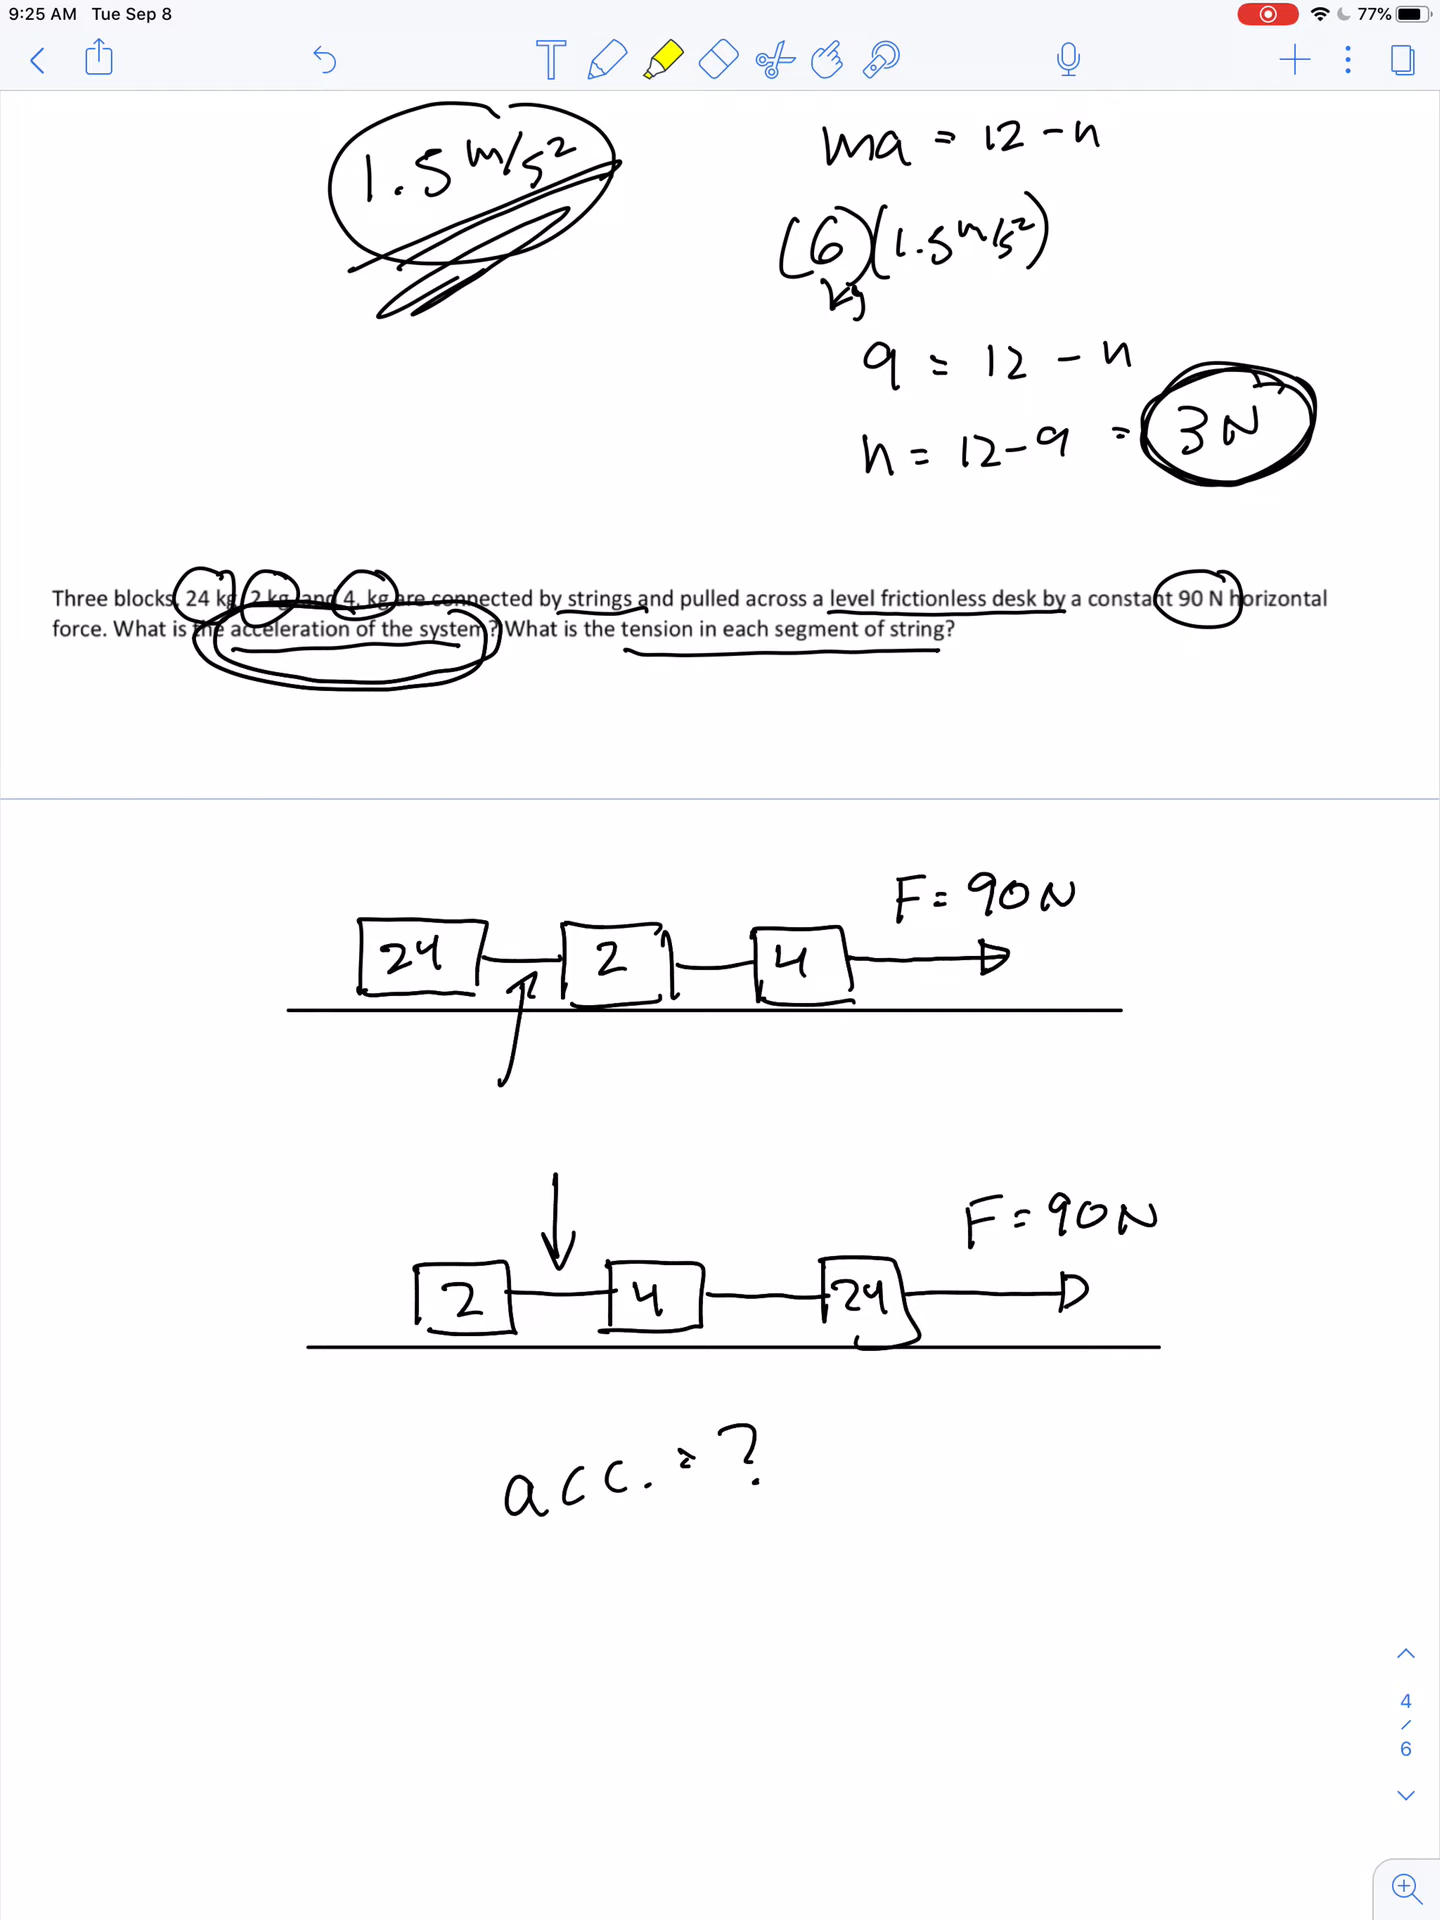 9:25 AM Tue Sep 8
77%
T
1.5 m/s²
ma = 12 - n
(6)(1.5 m/s²)
kg
9 = 12 - n
n = 12 - 9 = 3N
Three blocks, 24 kg, 2 kg, and 4, kg are connected by strings and pulled across a level frictionless desk by a constant 90 N horizontal
force. What is the acceleration of the system? What is the tension in each segment of string?
F = 90N
24 2 4
F = 90N
2 4 24
acc. = ?
4
/
6